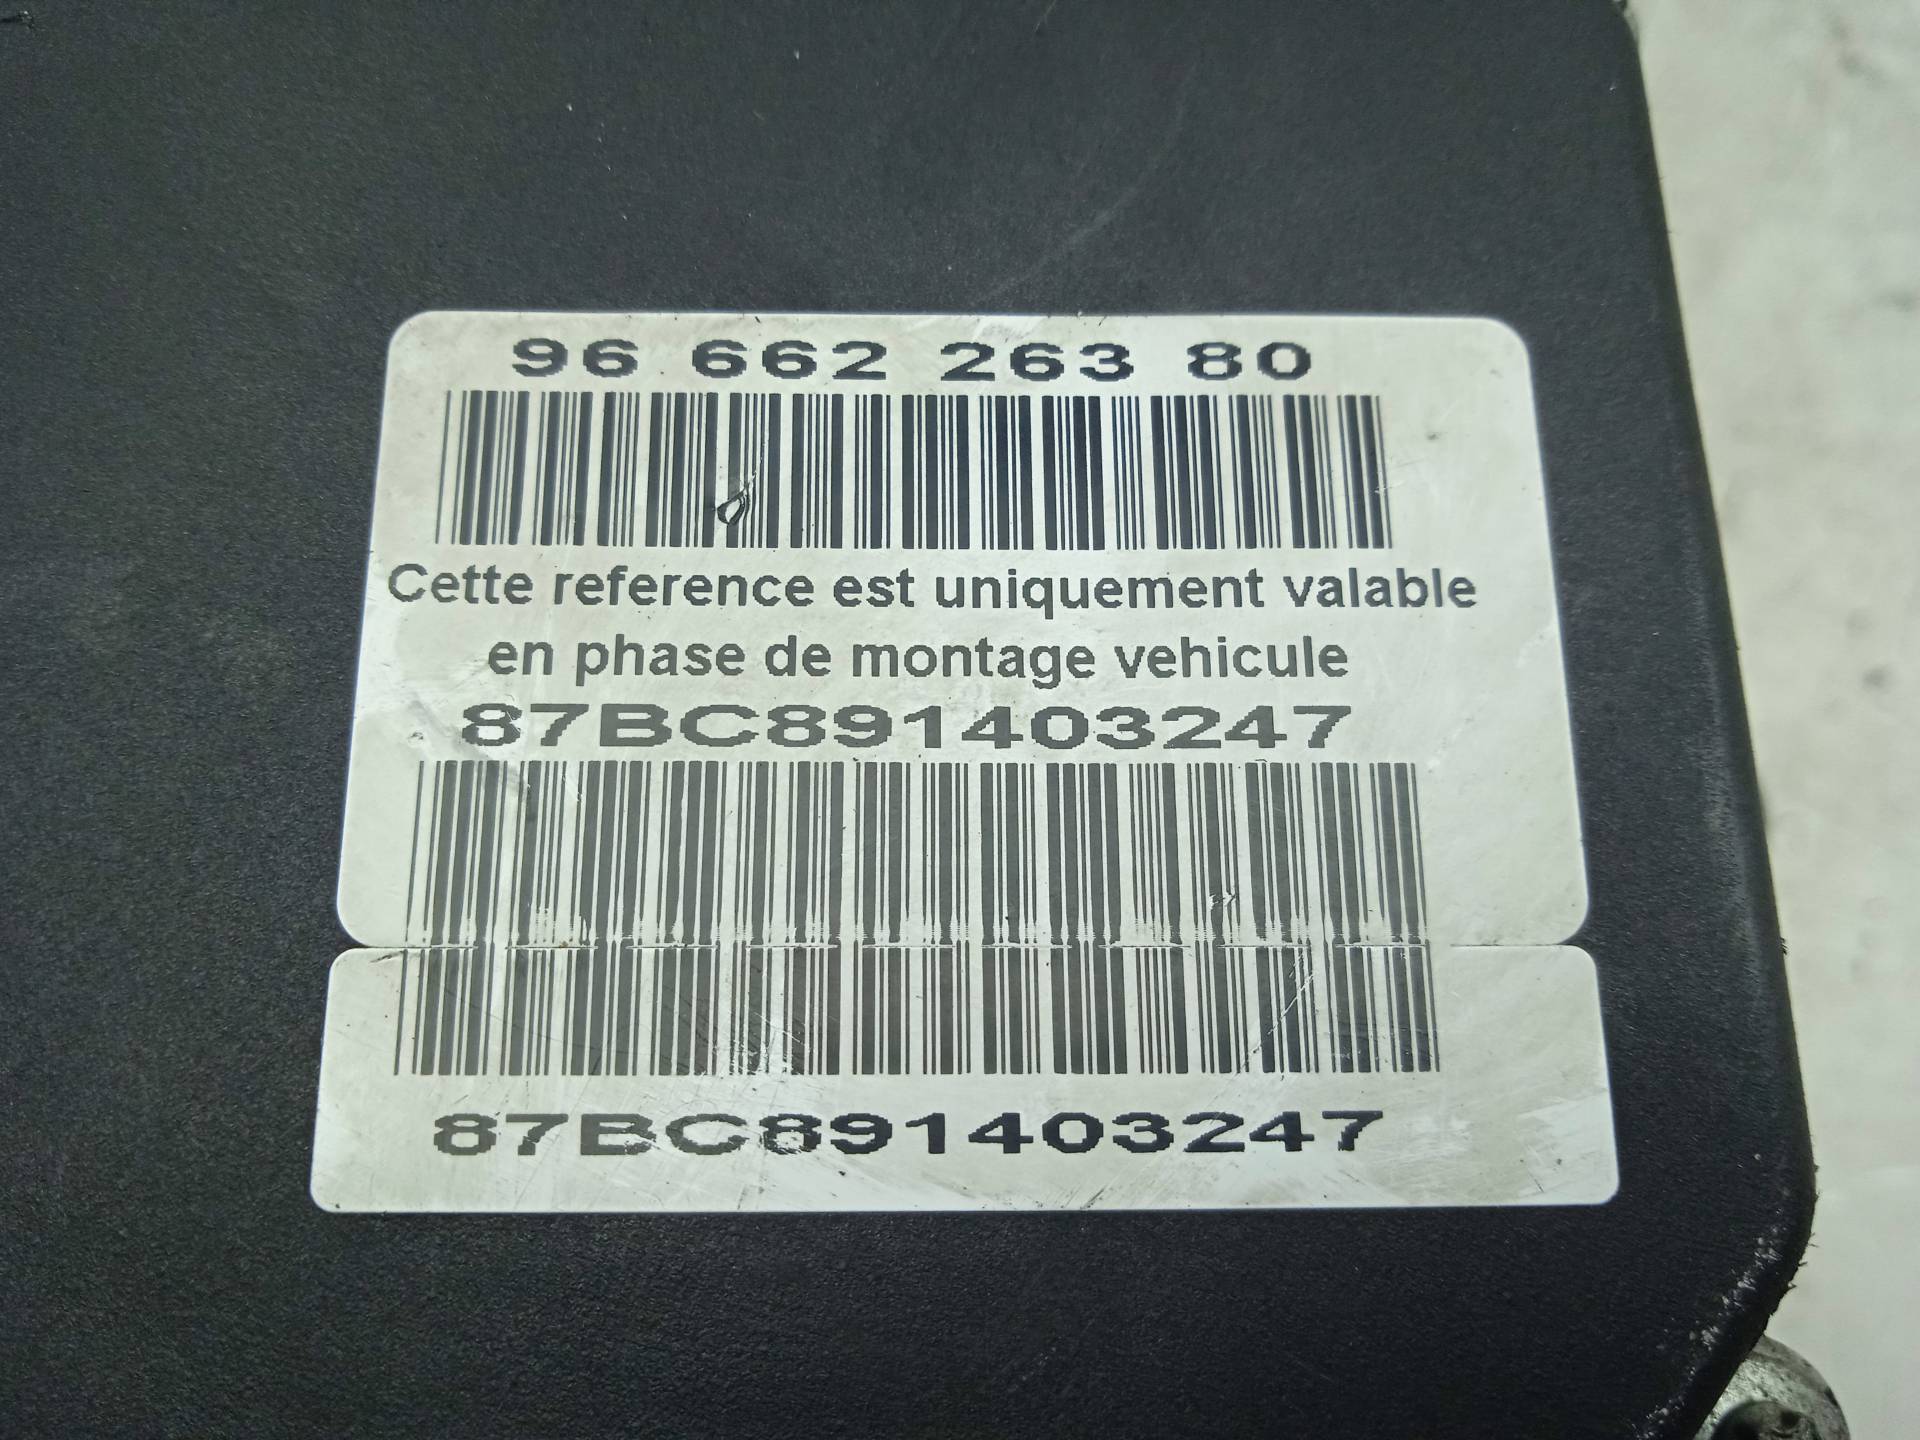 96 662 263 80
Cette reference est uniquement valable
en phase de montage vehicule
87BC891403247
87BC891403247